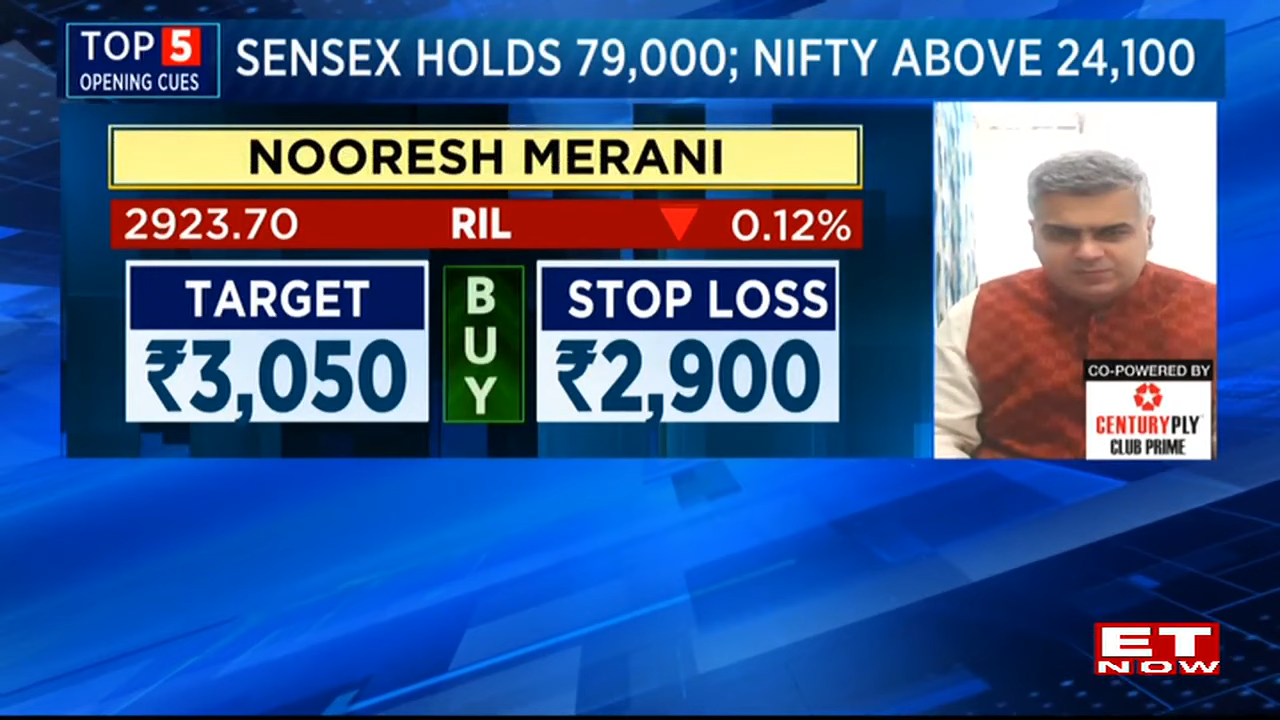 TOP 5
OPENING CUES
SENSEX HOLDS 79,000; NIFTY ABOVE 24,100
NOORESH MERANI
2923.70 RIL ▼ 0.12%
TARGET
₹3,050
BUY
STOP LOSS
₹2,900
CO-POWERED BY
CENTURYPLY
CLUB PRIME
ET
NOW